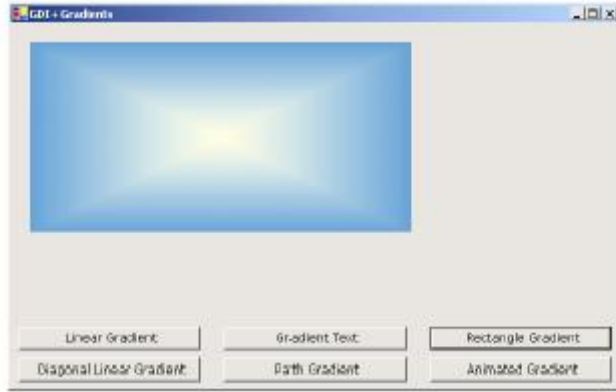 GDI+ Gradients
Linear Gradient
Gradient Text
Rectangle Gradient
Diagonal Linear Gradient
Path Gradient
Animated Gradient